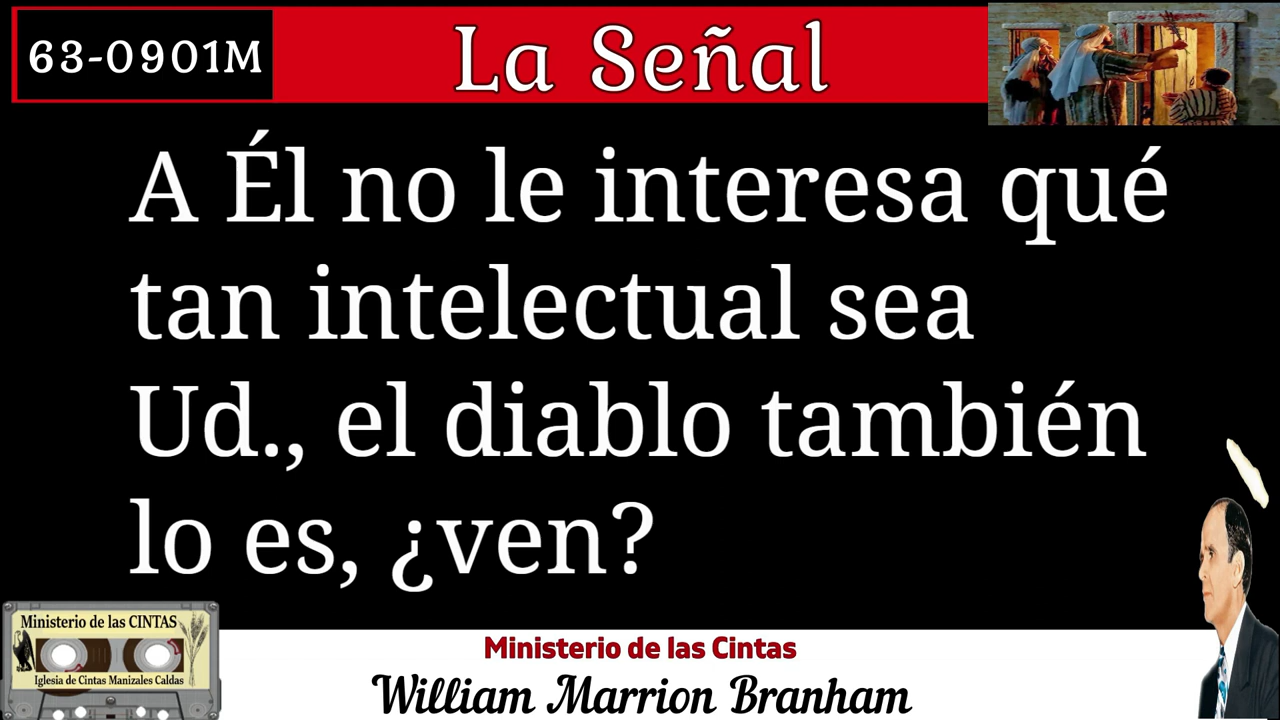 63-0901M
La Señal
A Él no le interesa qué
tan intelectual sea
Ud., el diablo también
lo es, ¿ven?
Ministerio de las CINTAS
Iglesia de Cintas Manizales Caldas
Ministerio de las Cintas
William Marrion Branham